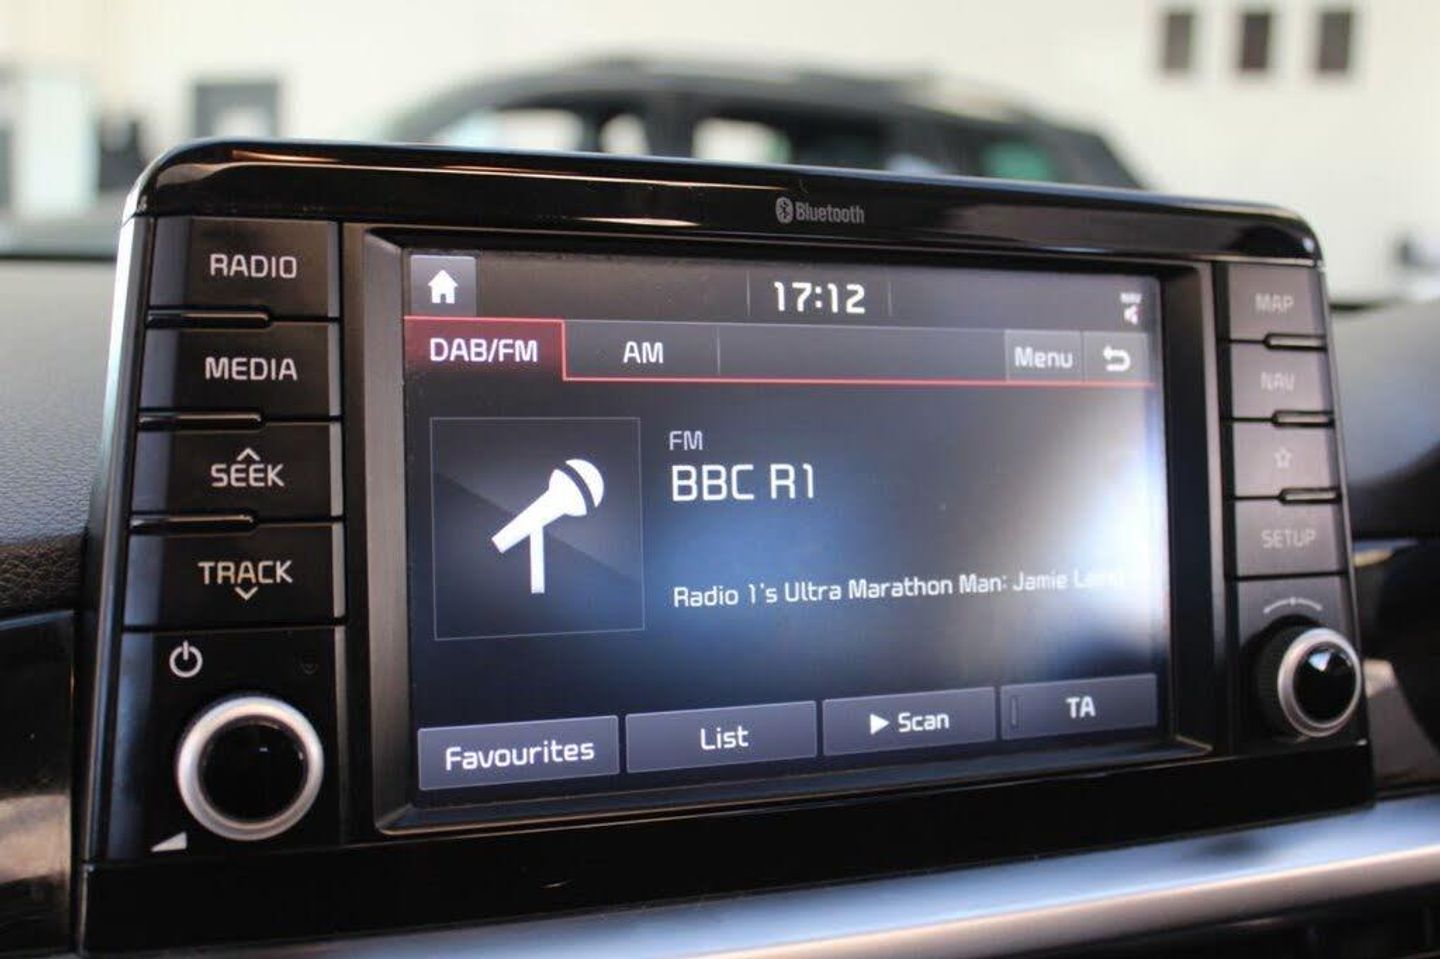 Bluetooth
RADIO
MEDIA
SEEK
TRACK
17:12
NAV
DAB/FM
AM
Menu
FM
BBC R1
Radio 1's Ultra Marathon Man: Jamie
Favourites
List
Scan
TA
MAP
NAV
SETUP